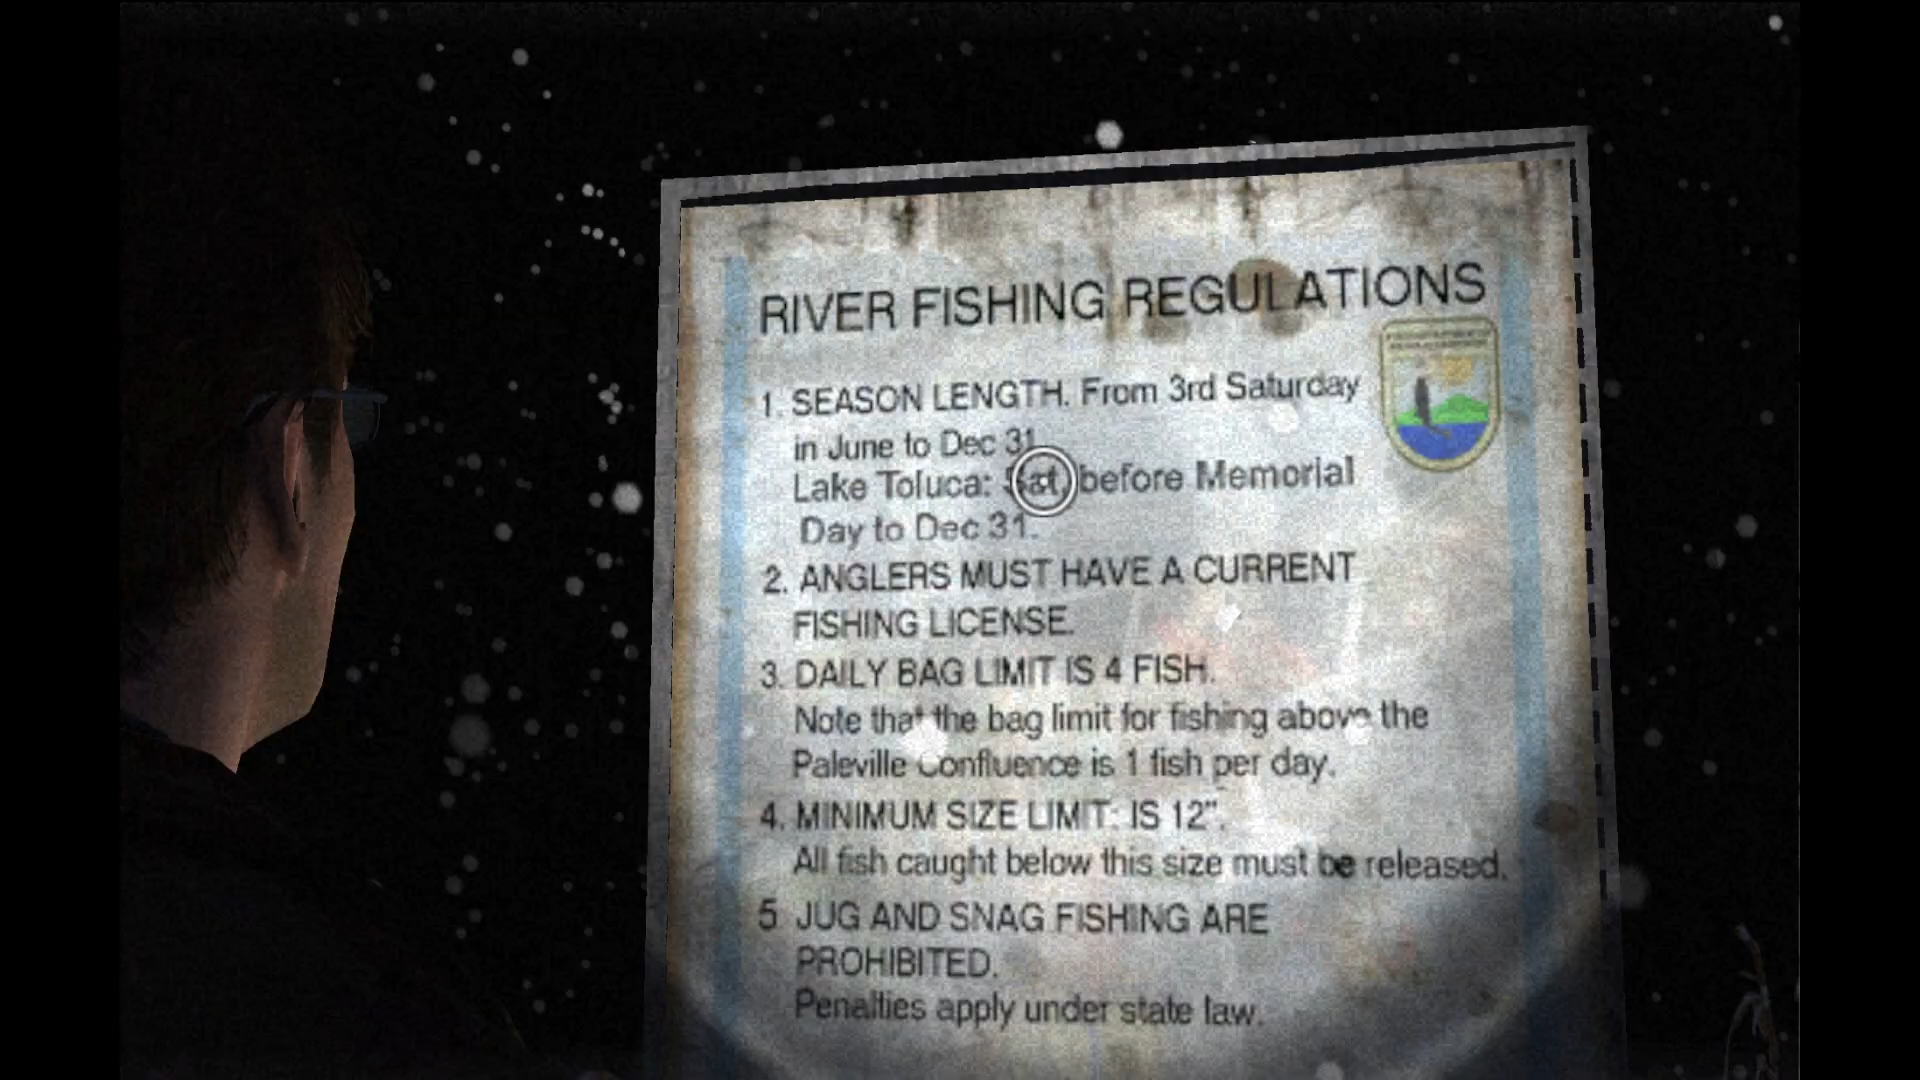 RIVER FISHING REGULATIONS
1. SEASON LENGTH. From 3rd Saturday
in June to Dec 31
Lake Toluca: Sat, before Memorial
Day to Dec 31.
2. ANGLERS MUST HAVE A CURRENT
FISHING LICENSE.
3. DAILY BAG LIMIT IS 4 FISH.
Note that the bag limit for fishing above the
Paleville Confluence is 1 fish per day.
4. MINIMUM SIZE LIMIT: IS 12".
All fish caught below this size must be released.
5 JUG AND SNAG FISHING ARE
PROHIBITED.
Penalties apply under state law.